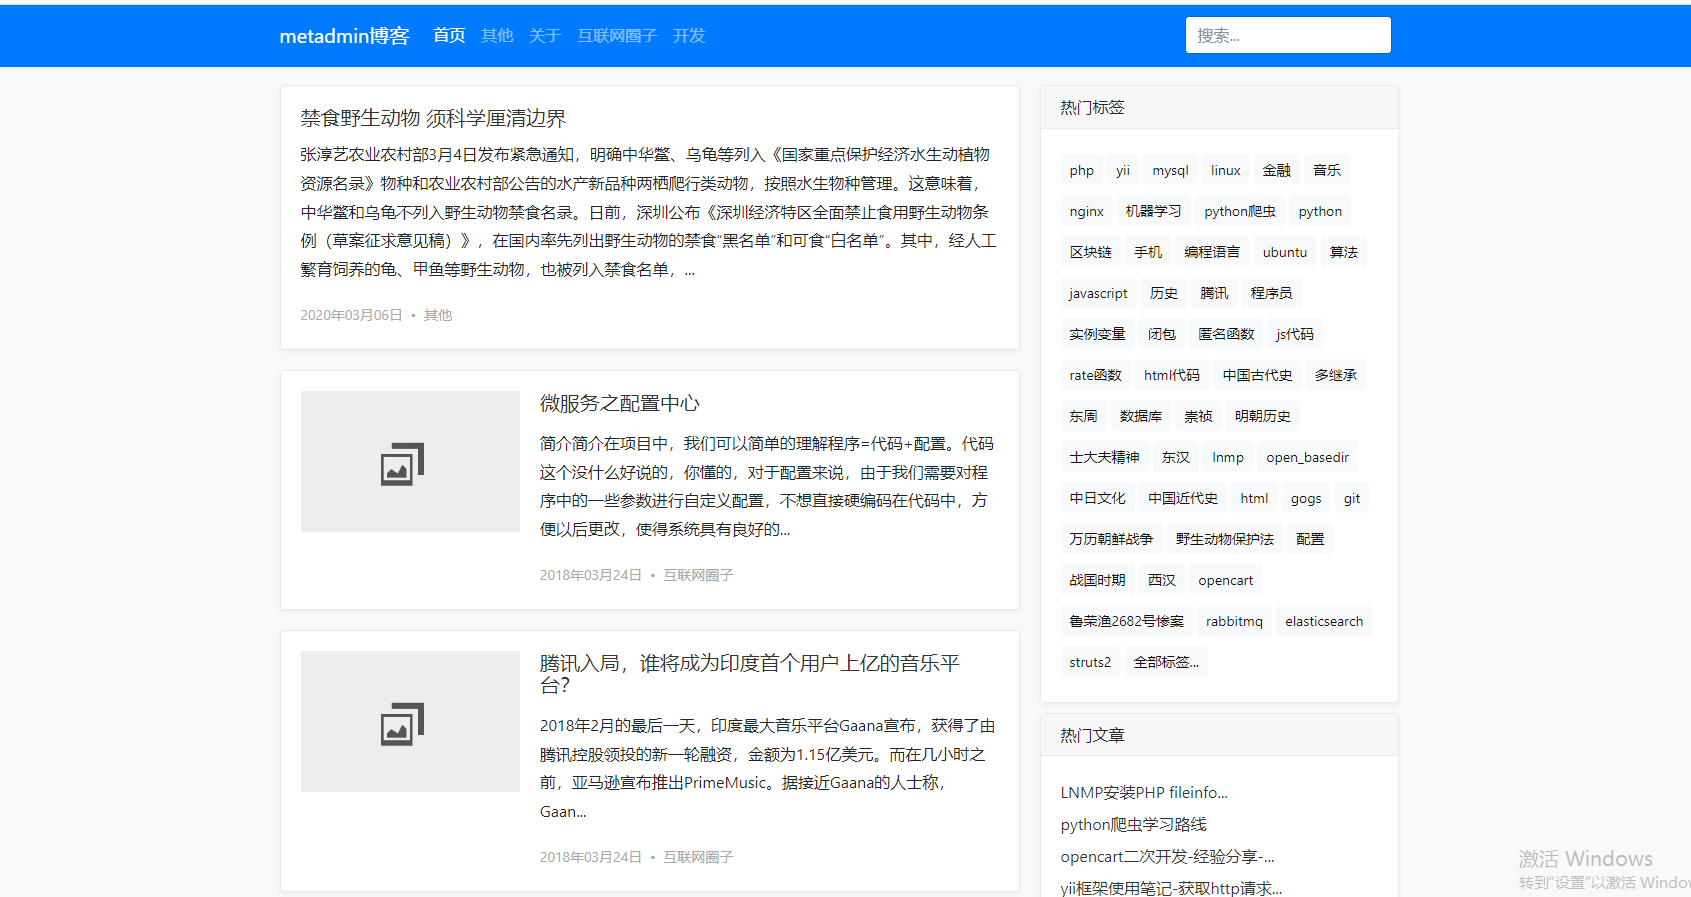 metadmin博客 首页 其他 关于 互联网圈子 开发 搜索...
禁食野生动物 须科学厘清边界
张淳艺农业农村部3月4日发布紧急通知，明确中华鳖、乌龟等列入《国家重点保护经济水生动植物
资源名录》物种和农业农村部公告的水产新品种两栖爬行类动物，按照水生物种管理。这意味着，
中华鳖和乌龟不列入野生动物禁食名录。日前，深圳公布《深圳经济特区全面禁止食用野生动物条
例（草案征求意见稿）》，在国内率先列出野生动物的禁食“黑名单”和可食“白名单”。其中，经人工
繁育饲养的龟、甲鱼等野生动物，也被列入禁食名单，...
2020年03月06日 • 其他
微服务之配置中心
简介简介在项目中，我们可以简单的理解程序=代码+配置。代码
这个没什么好说的，你懂的，对于配置来说，由于我们需要对程
序中的一些参数进行自定义配置，不想直接硬编码在代码中，方
便以后更改，使得系统具有良好的...
2018年03月24日 • 互联网圈子
腾讯入局，谁将成为印度首个用户上亿的音乐平
台？
2018年2月的最后一天，印度最大音乐平台Gaana宣布，获得了由
腾讯控股领投的新一轮融资，金额为1.15亿美元。而在几小时之
前，亚马逊宣布推出PrimeMusic。据接近Gaana的人士称，
Gaan...
2018年03月24日 • 互联网圈子
热门标签
php yii mysql linux 金融 音乐
nginx 机器学习 python爬虫 python
区块链 手机 编程语言 ubuntu 算法
javascript 历史 腾讯 程序员
实例变量 闭包 匿名函数 js代码
rate函数 html代码 中国古代史 多继承
东周 数据库 崇祯 明朝历史
士大夫精神 东汉 lnmp open_basedir
中日文化 中国近代史 html gogs git
万历朝鲜战争 野生动物保护法 配置
战国时期 西汉 opencart
鲁荣渔2682号惨案 rabbitmq elasticsearch
struts2 全部标签...
热门文章
LNMP安装PHP fileinfo...
python爬虫学习路线
opencart二次开发-经验分享-...
yii框架使用笔记-获取http请求...
激活 Windows
转到“设置”以激活 Window